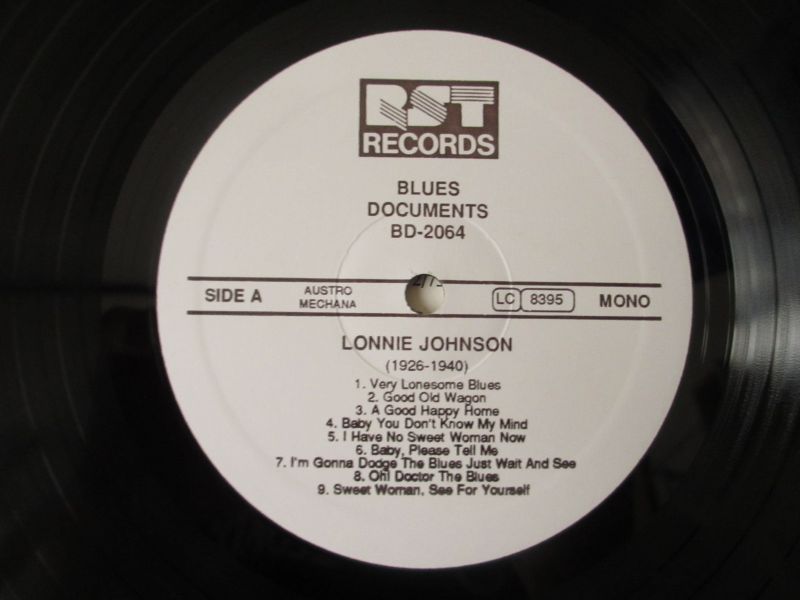 RST
RECORDS
BLUES
DOCUMENTS
BD-2064
SIDE A
AUSTRO
MECHANA
LC 8395
MONO
LONNIE JOHNSON
(1926-1940)
1. Very Lonesome Blues
2. Good Old Wagon
3. A Good Happy Home
4. Baby You Don't Know My Mind
5. I Have No Sweet Woman Now
6. Baby, Please Tell Me
7. I'm Gonna Dodge The Blues Just Wait And See
8. Oh! Doctor The Blues
9. Sweet Woman, See For Yourself